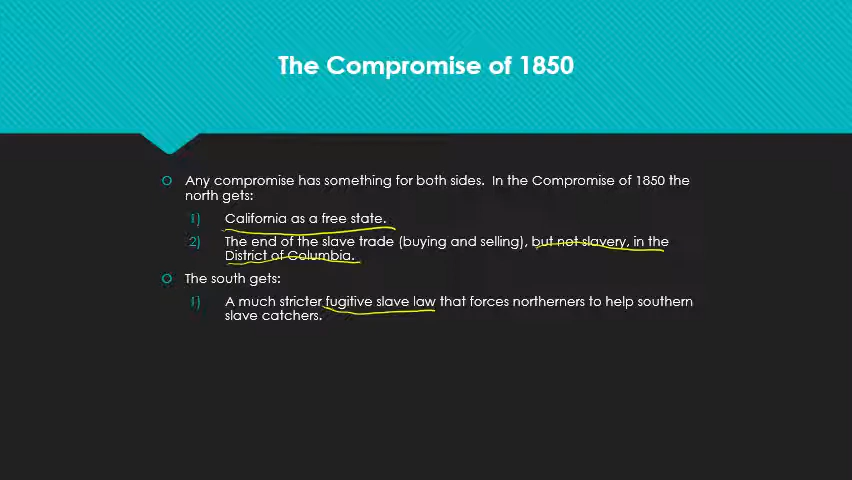 The Compromise of 1850
Any compromise has something for both sides. In the Compromise of 1850 the
north gets:
1) California as a free state.
2) The end of the slave trade (buying and selling), but not slavery, in the
District of Columbia.
The south gets:
1) A much stricter fugitive slave law that forces northerners to help southern
slave catchers.